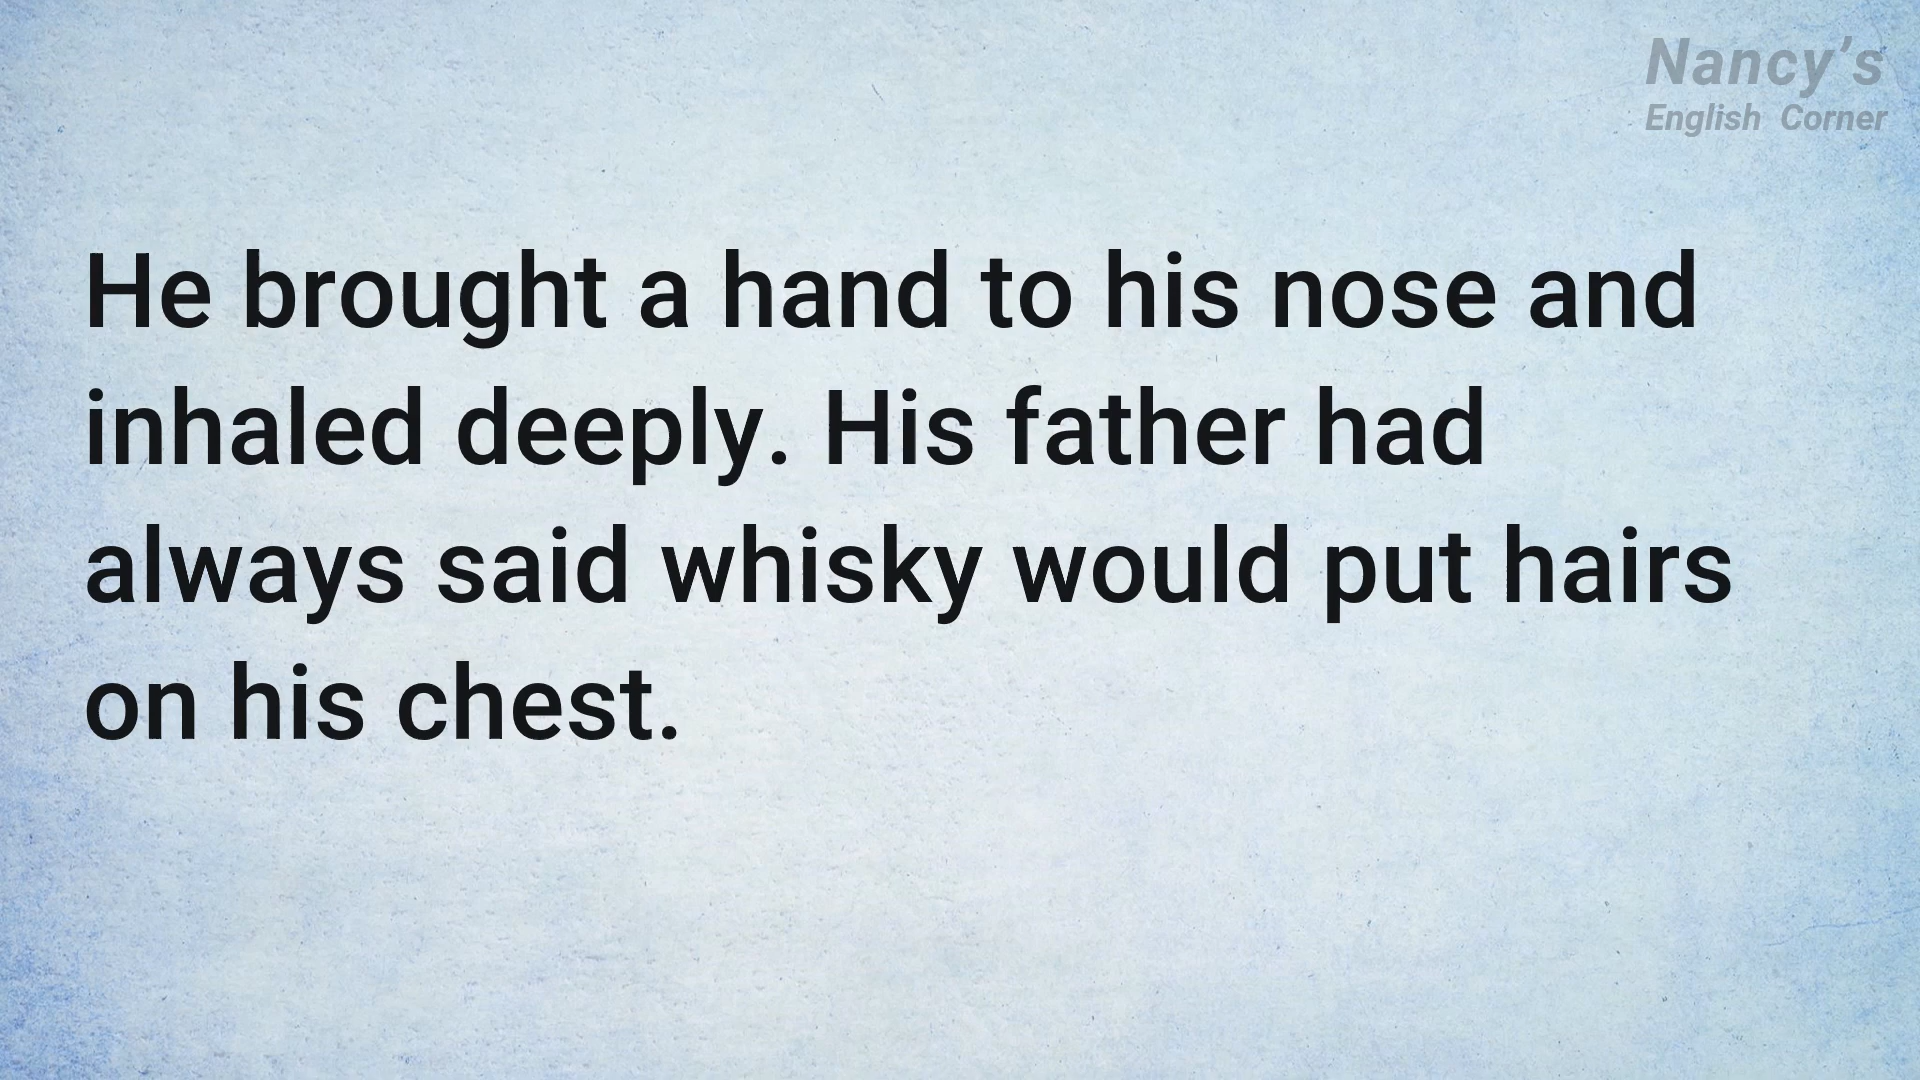 Nancy’s
English Corner
He brought a hand to his nose and
inhaled deeply. His father had
always said whisky would put hairs
on his chest.